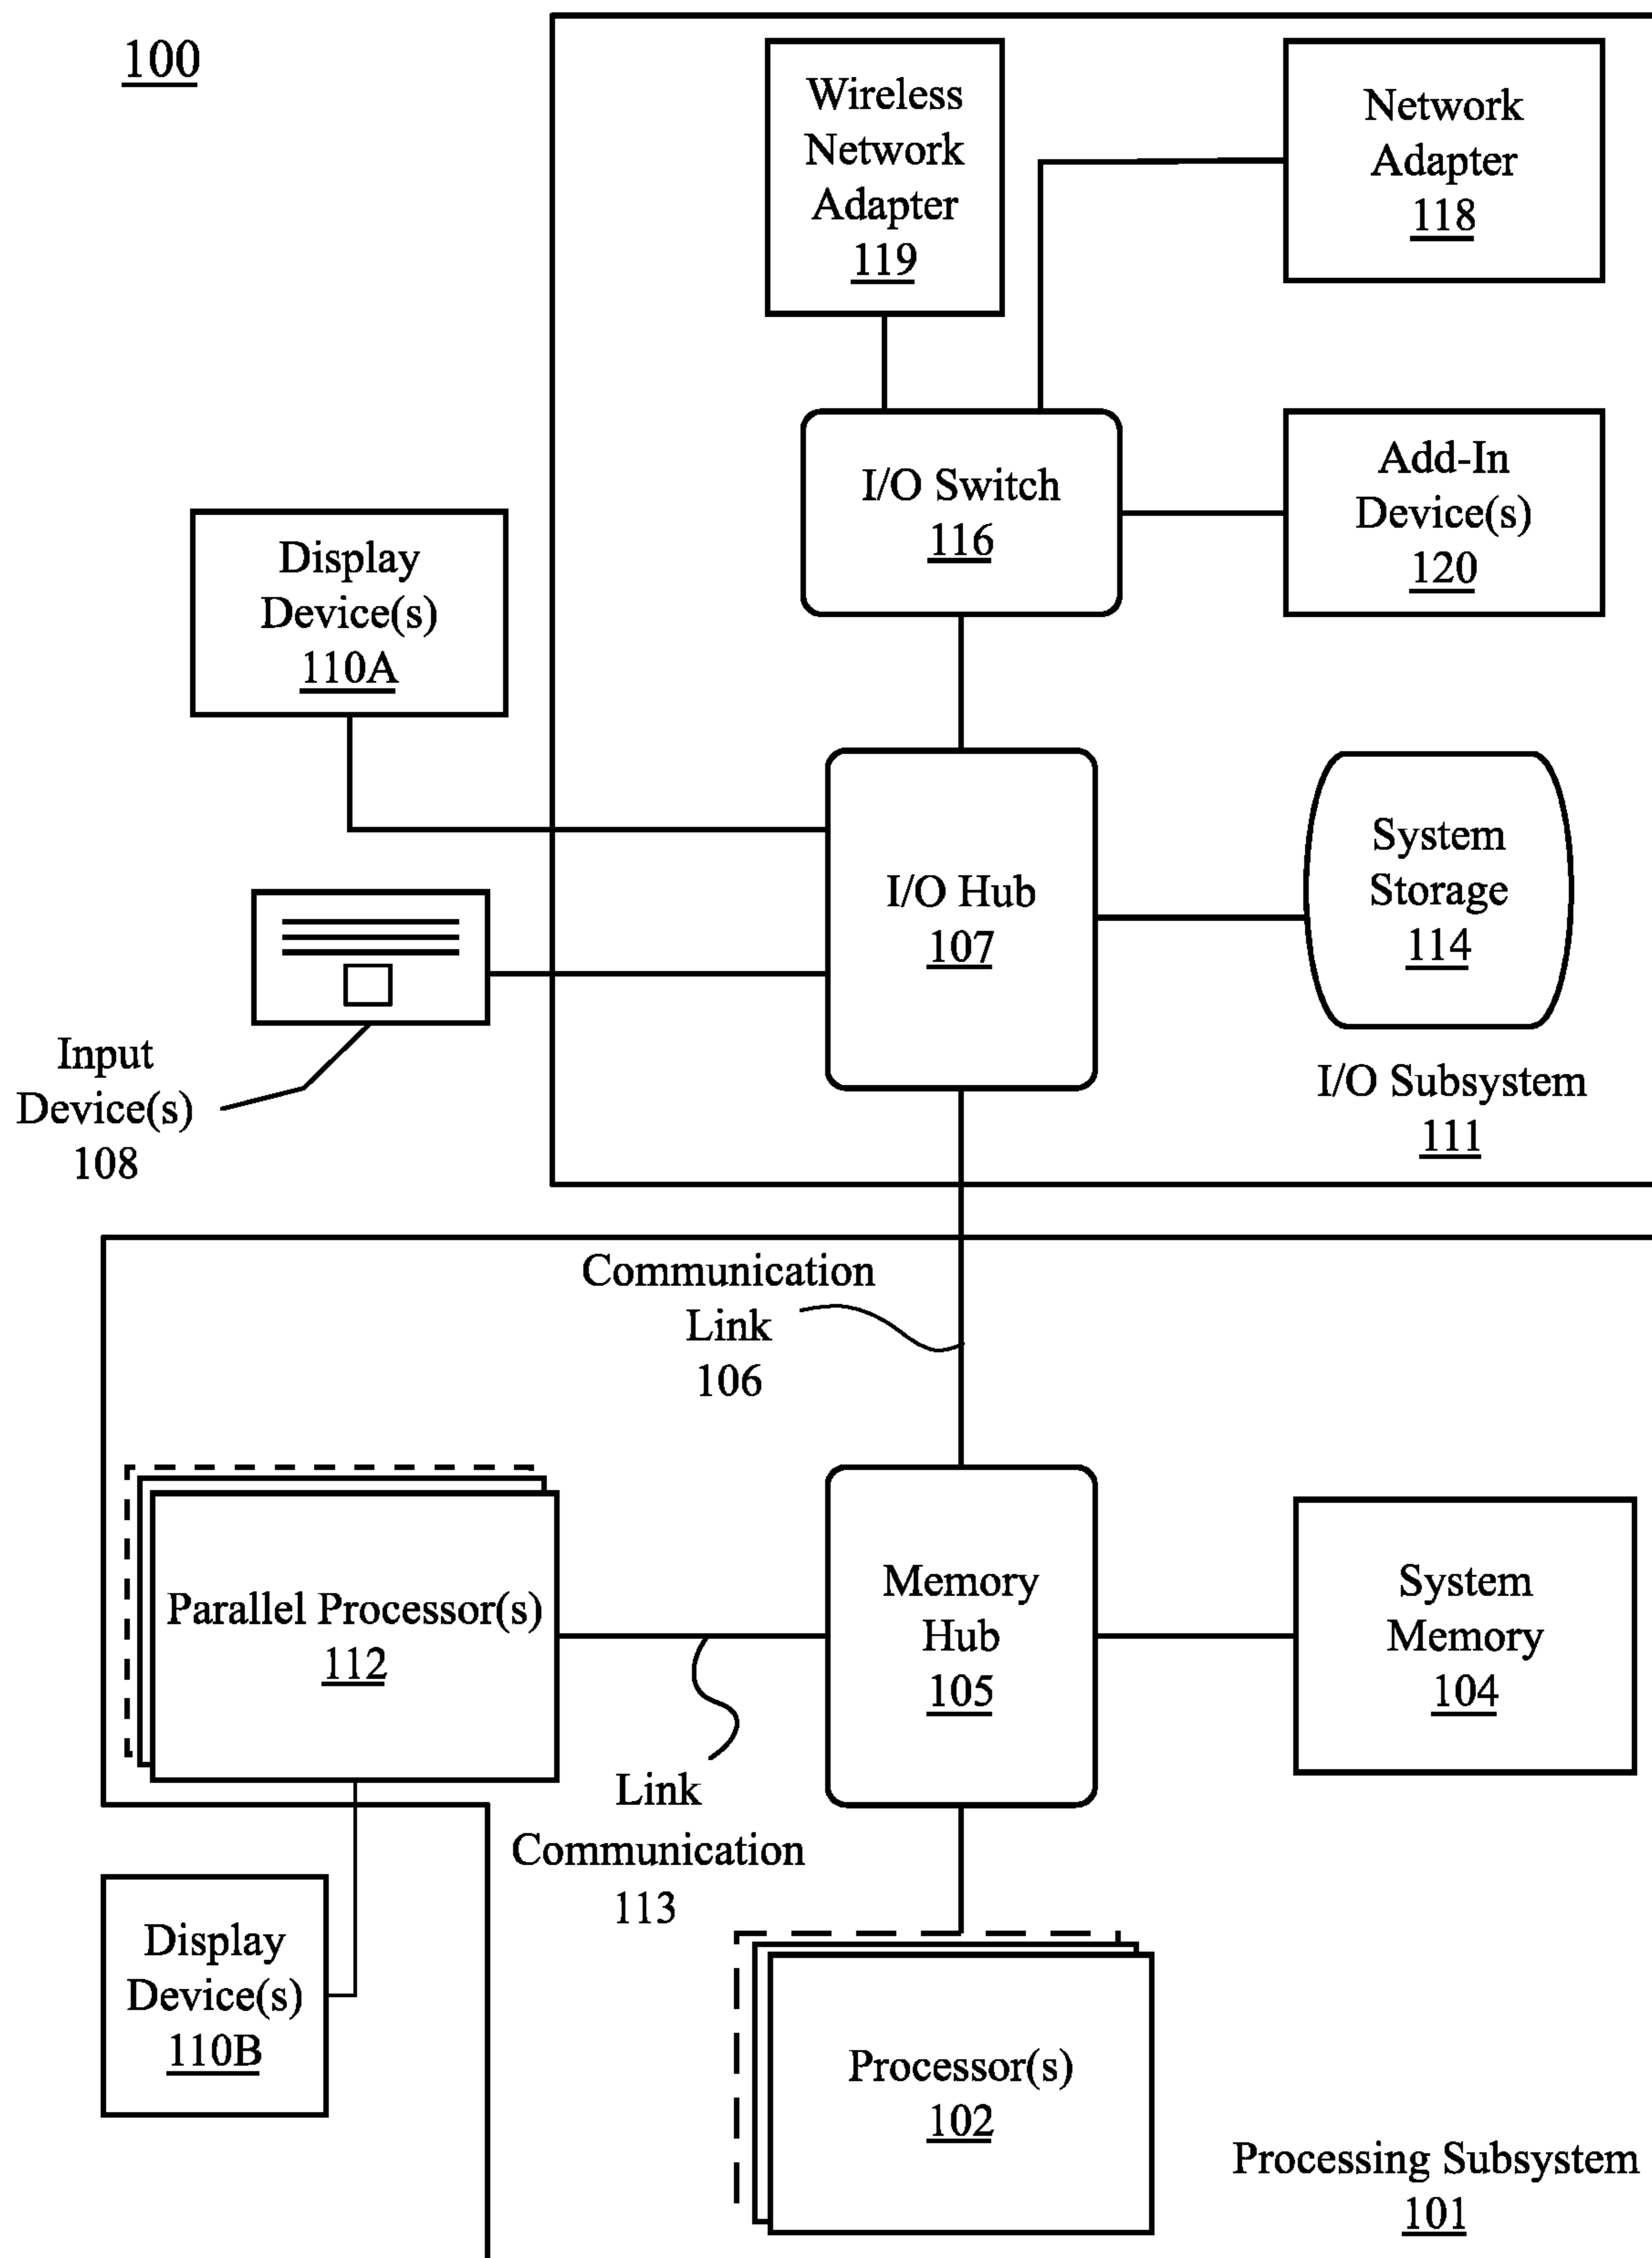 100
Wireless
Network
Adapter
119
Network
Adapter
118
I/O Switch
116
Add-In
Device(s)
120
Display
Device(s)
110A
I/O Hub
107
System
Storage
114
Input
Device(s)
108
I/O Subsystem
111
Communication
Link
106
Parallel Processor(s)
112
Memory
Hub
105
System
Memory
104
Link
Communication
113
Display
Device(s)
110B
Processor(s)
102
Processing Subsystem
101